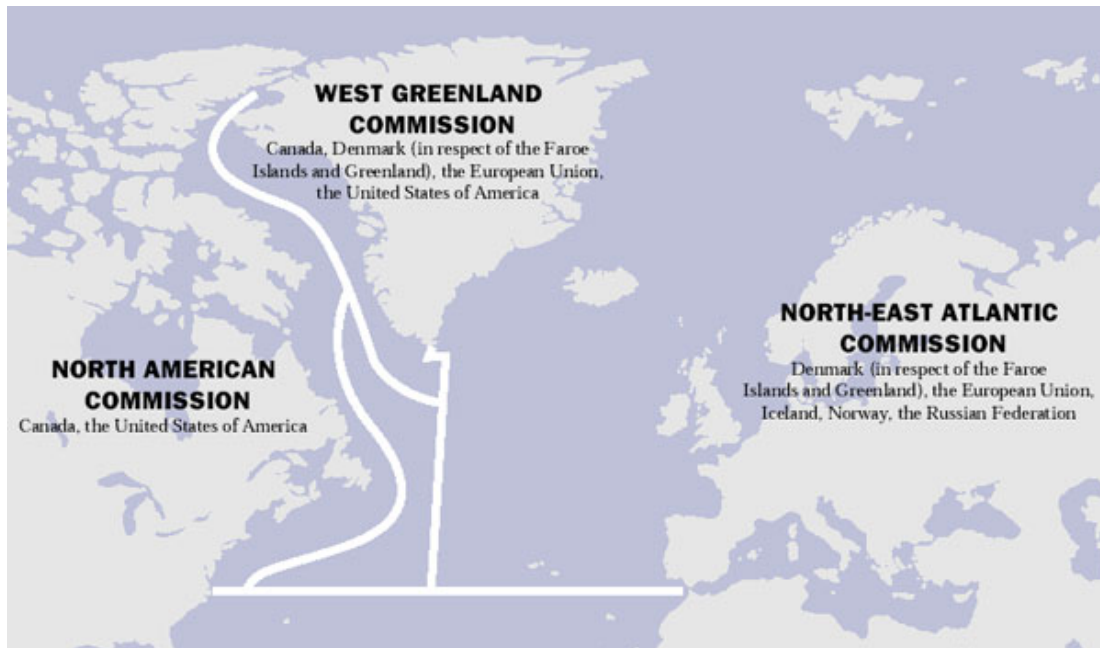 WEST GREENLAND
COMMISSION
Canada, Denmark (in respect of the Faroe
Islands and Greenland), the European Union,
the United States of America
NORTH-EAST ATLANTIC
COMMISSION
Denmark (in respect of the Faroe
Islands and Greenland), the European Union,
Iceland, Norway, the Russian Federation
NORTH AMERICAN
COMMISSION
Canada, the United States of America